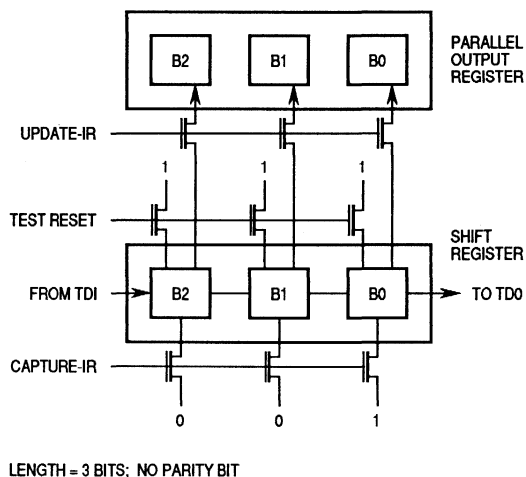 B2 B1 B0
PARALLEL
OUTPUT
REGISTER
UPDATE-IR
1 1 1
TEST RESET
SHIFT
REGISTER
FROM TDI
B2 B1 B0
TO TD0
CAPTURE-IR
0 0 1
LENGTH = 3 BITS; NO PARITY BIT